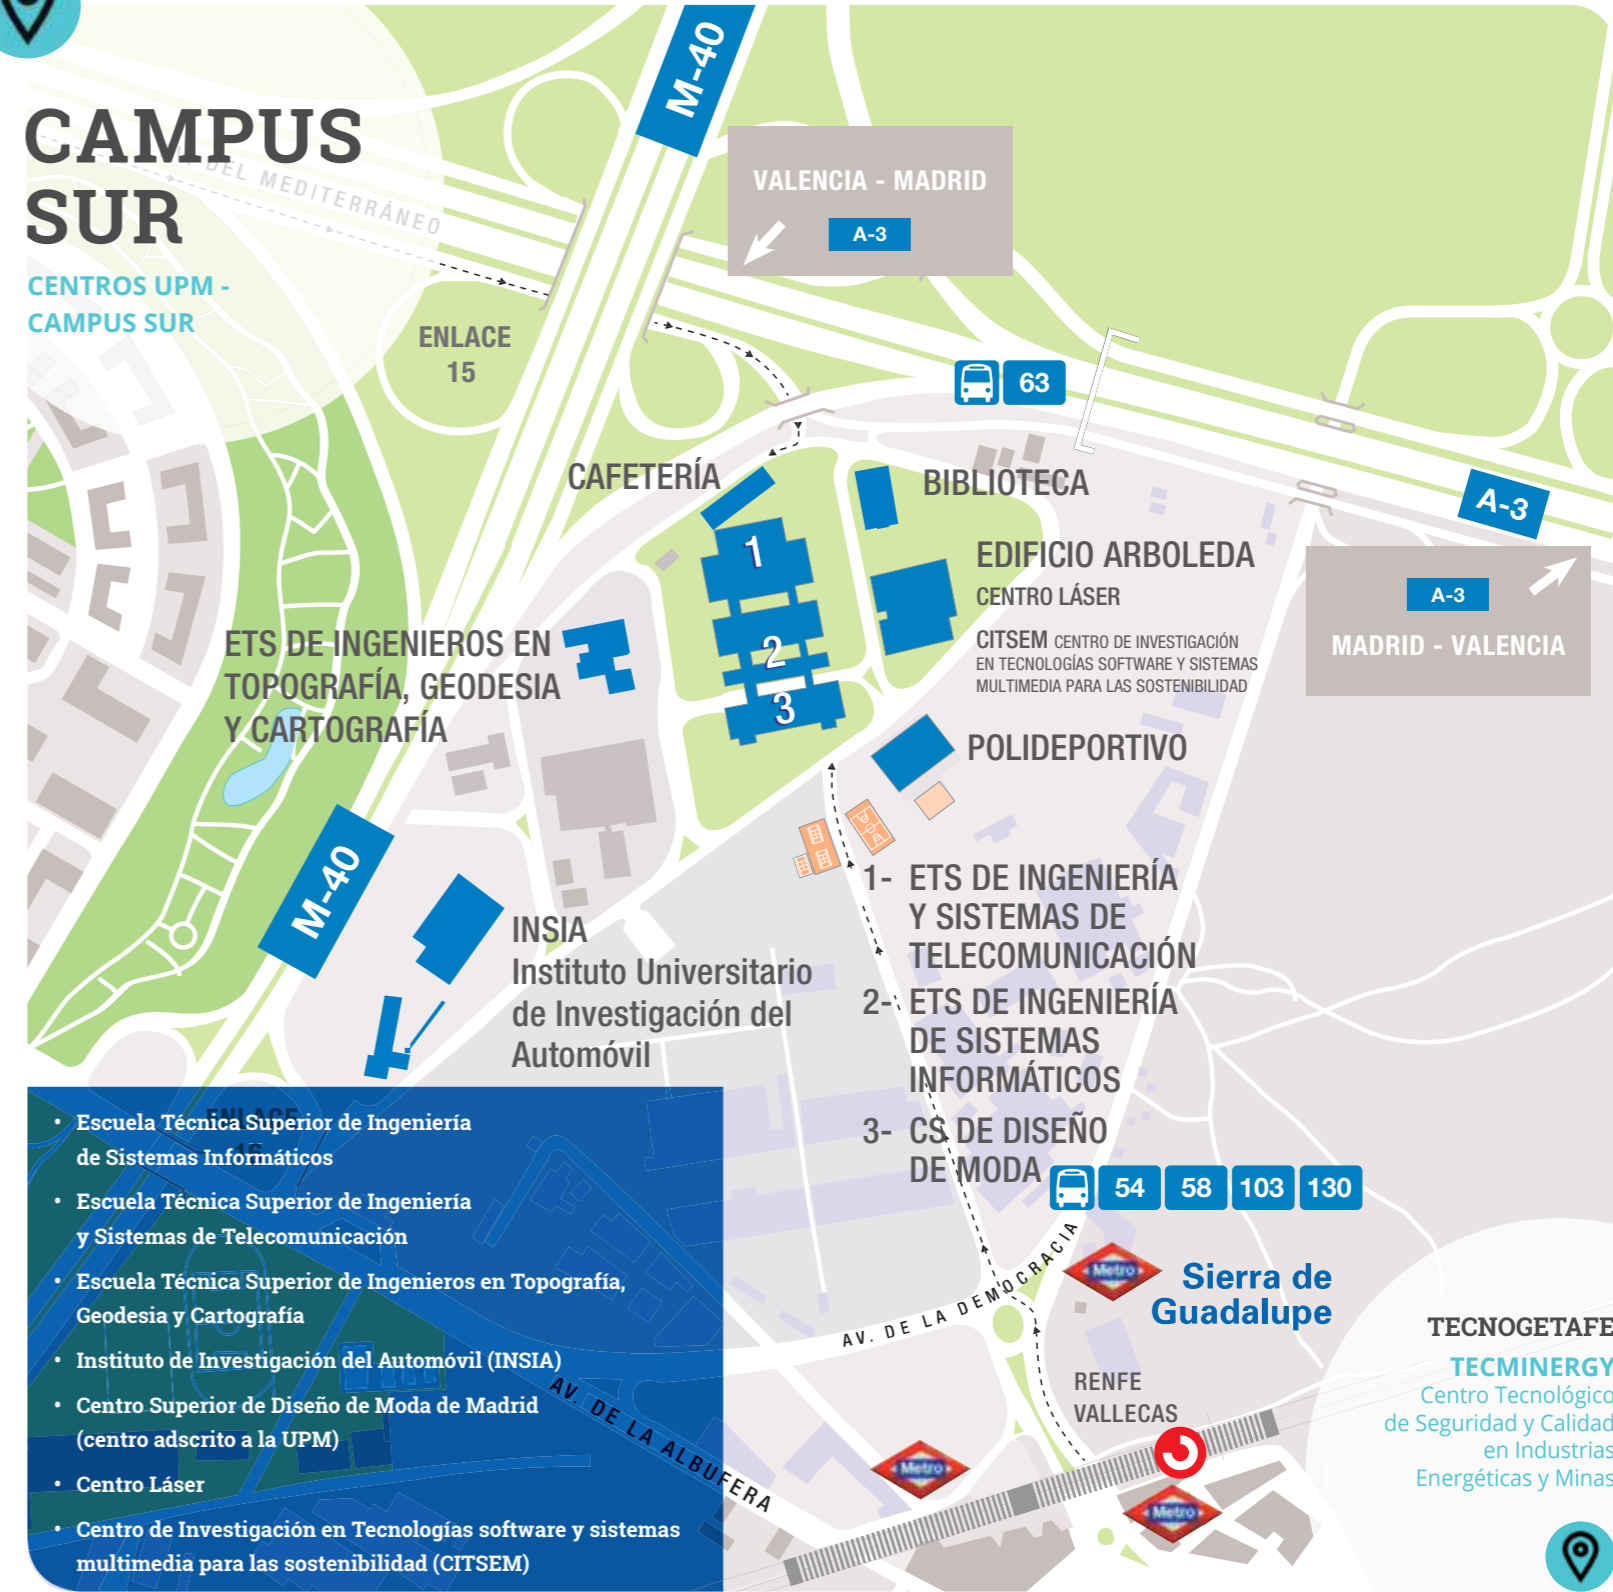 M-40
CAMPUS
SUR
DEL MEDITERRÁNEO
CENTROS UPM -
CAMPUS SUR
VALENCIA - MADRID
A-3
ENLACE
15
63
CAFETERÍA
BIBLIOTECA
A-3
1
2
3
EDIFICIO ARBOLEDA
CENTRO LÁSER
CITSEM CENTRO DE INVESTIGACIÓN
EN TECNOLOGÍAS SOFTWARE Y SISTEMAS
MULTIMEDIA PARA LAS SOSTENIBILIDAD
A-3
MADRID - VALENCIA
ETS DE INGENIEROS EN
TOPOGRAFÍA, GEODESIA
Y CARTOGRAFÍA
POLIDEPORTIVO
M-40
INSIA
Instituto Universitario
de Investigación del
Automóvil
1- ETS DE INGENIERÍA
Y SISTEMAS DE
TELECOMUNICACIÓN
2- ETS DE INGENIERÍA
DE SISTEMAS
INFORMÁTICOS
3- CS DE DISEÑO
DE MODA
54 58 103 130
ENLACE
16
• Escuela Técnica Superior de Ingeniería
de Sistemas Informáticos
• Escuela Técnica Superior de Ingeniería
y Sistemas de Telecomunicación
• Escuela Técnica Superior de Ingenieros en Topografía,
Geodesia y Cartografía
• Instituto de Investigación del Automóvil (INSIA)
• Centro Superior de Diseño de Moda de Madrid
(centro adscrito a la UPM)
• Centro Láser
• Centro de Investigación en Tecnologías software y sistemas
multimedia para las sostenibilidad (CITSEM)
AV. DE LA DEMOCRACIA
AV. DE LA ALBUFERA
Metro
Sierra de
Guadalupe
RENFE
VALLECAS
Metro
Metro
TECNOGETAFE
TECMINERGY
Centro Tecnológico
de Seguridad y Calidad
en Industrias
Energéticas y Minas